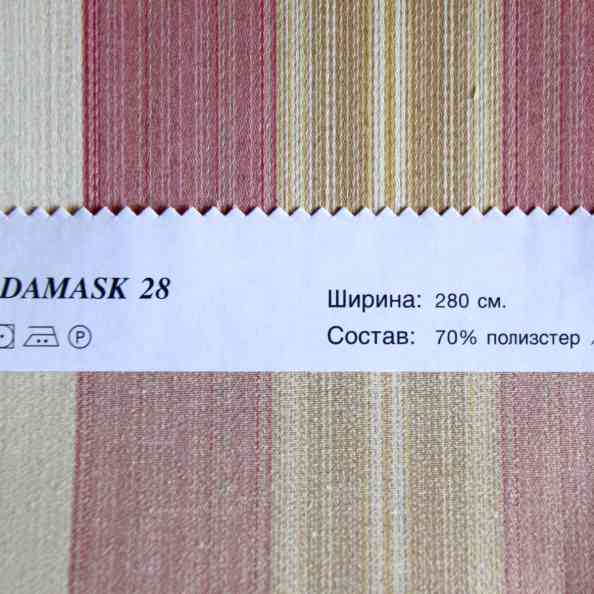 DAMASK 28
Ширина: 280 см.
P Состав: 70% полизстер /